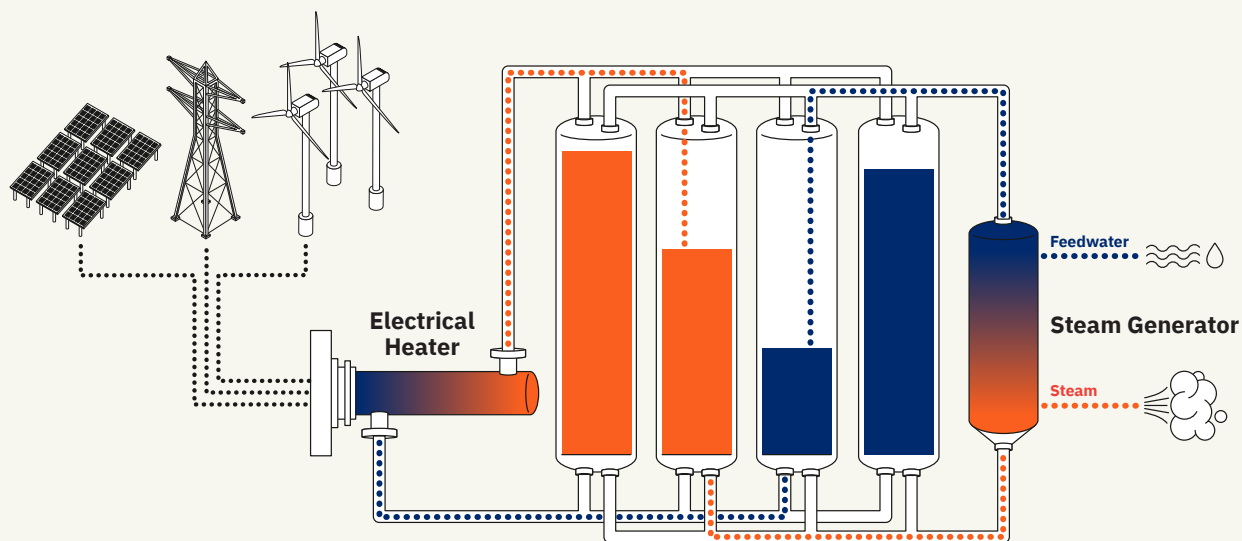 Electrical
Heater
Feedwater
Steam Generator
Steam